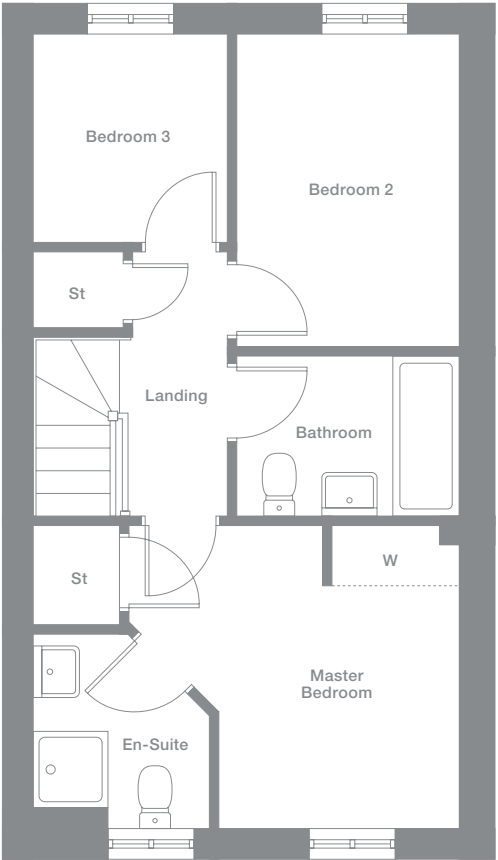 Bedroom 3
Bedroom 2
St
Landing
Bathroom
St
W
Master
Bedroom
En-Suite